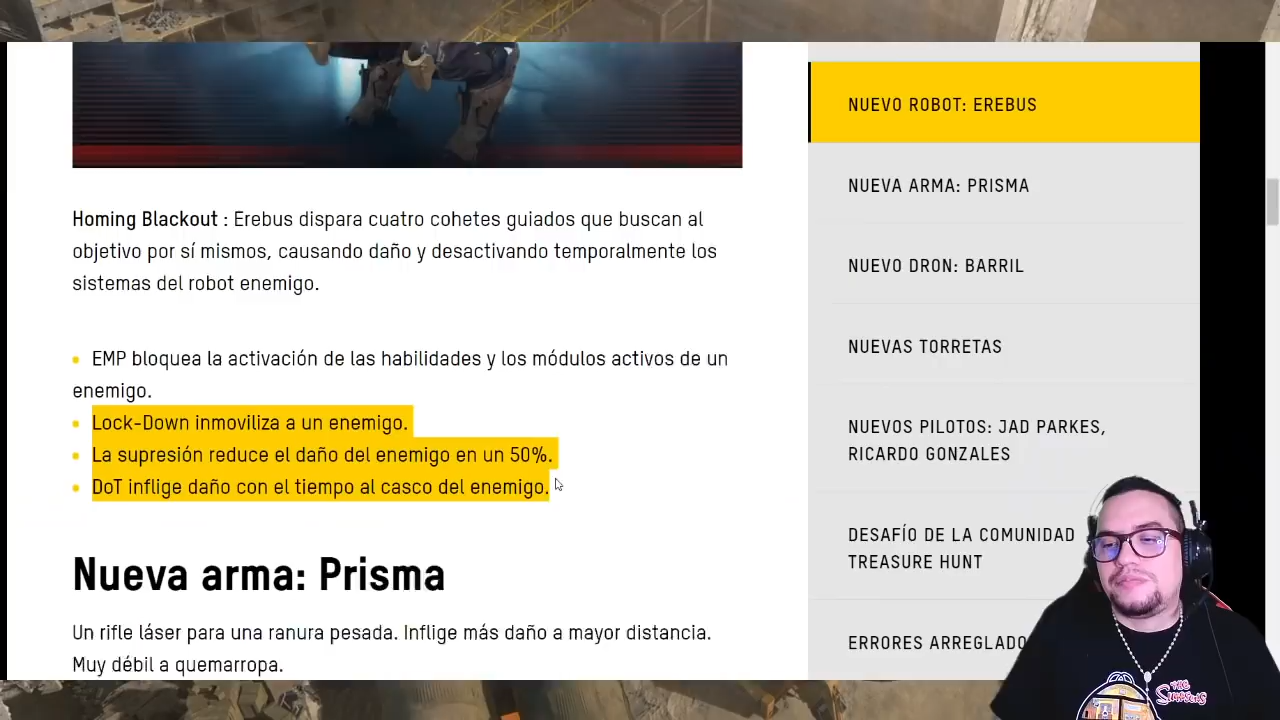 Homing Blackout : Erebus dispara cuatro cohetes guiados que buscan al
objetivo por sí mismos, causando daño y desactivando temporalmente los
sistemas del robot enemigo.
EMP bloquea la activación de las habilidades y los módulos activos de un
enemigo.
Lock-Down inmoviliza a un enemigo.
La supresión reduce el daño del enemigo en un 50%.
DoT inflige daño con el tiempo al casco del enemigo.
Nueva arma: Prisma
Un rifle láser para una ranura pesada. Inflige más daño a mayor distancia.
Muy débil a quemarropa.
NUEVO ROBOT: EREBUS
NUEVA ARMA: PRISMA
NUEVO DRON: BARRIL
NUEVAS TORRETAS
NUEVOS PILOTOS: JAD PARKES,
RICARDO GONZALES
DESAFÍO DE LA COMUNIDAD
TREASURE HUNT
ERRORES ARREGLADO
THE
SIMPSONS